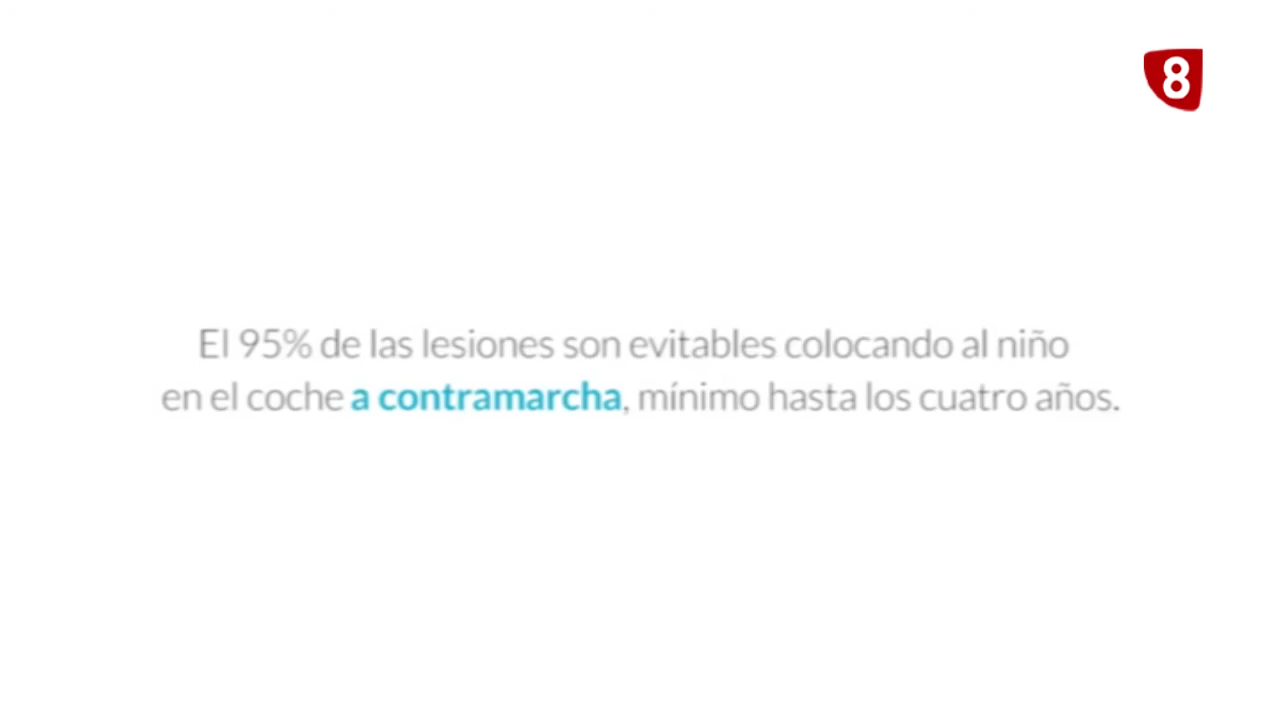 8
El 95% de las lesiones son evitables colocando al niño
en el coche a contramarcha, mínimo hasta los cuatro años.